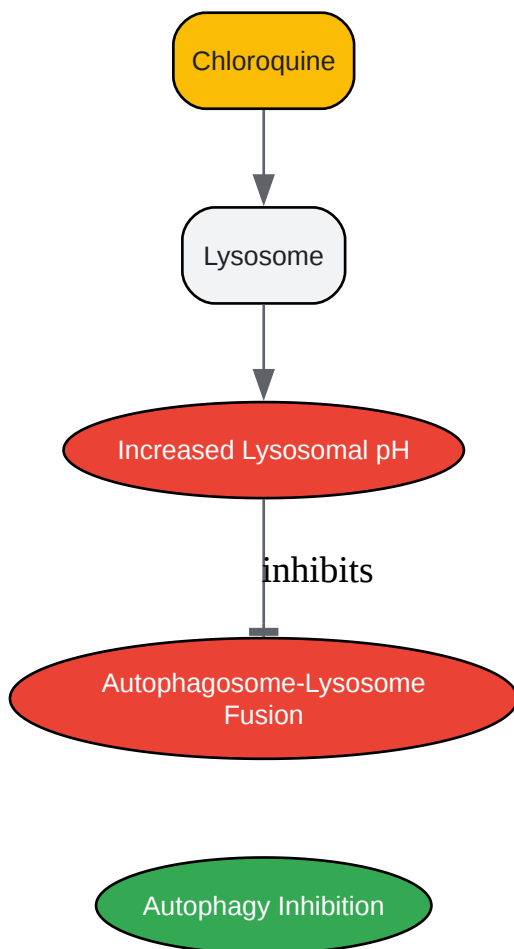 Chloroquine
Lysosome
Increased Lysosomal pH
inhibits
Autophagosome-Lysosome
Fusion
Autophagy Inhibition